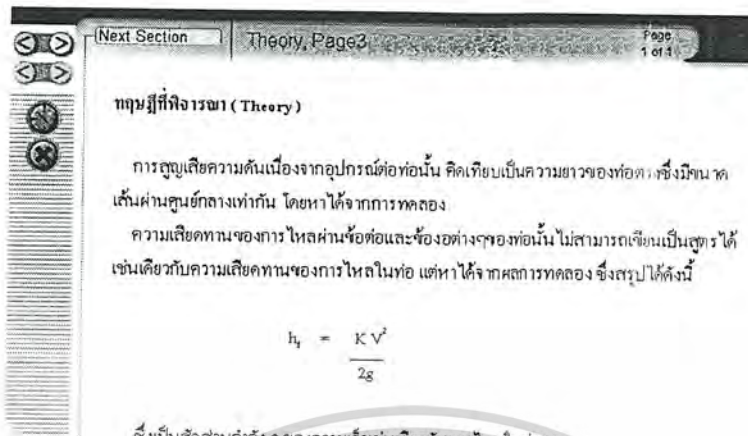 Next Section
Theory, Page3
Page
1 of 1
ทฤษฎีที่พิจารณา ( Theory )
การสูญเสียความดันเนื่องจากอุปกรณ์ต่อท่อนั้น คิดเทียบเป็นความยาวของท่อตรงซึ่งมีขนาด
เส้นผ่านศูนย์กลางเท่ากัน โดยหาได้จากการทดลอง
ความเสียดทานของการไหลผ่านข้อต่อและข้องอต่างๆของท่อนั้น ไม่สามารถเขียนเป็นสูตรได้
เช่นเดียวกับความเสียดทานของการไหลในท่อ แต่หาได้จากผลการทดลอง ซึ่งสรุปได้ดังนี้
h_f = K V²
2g